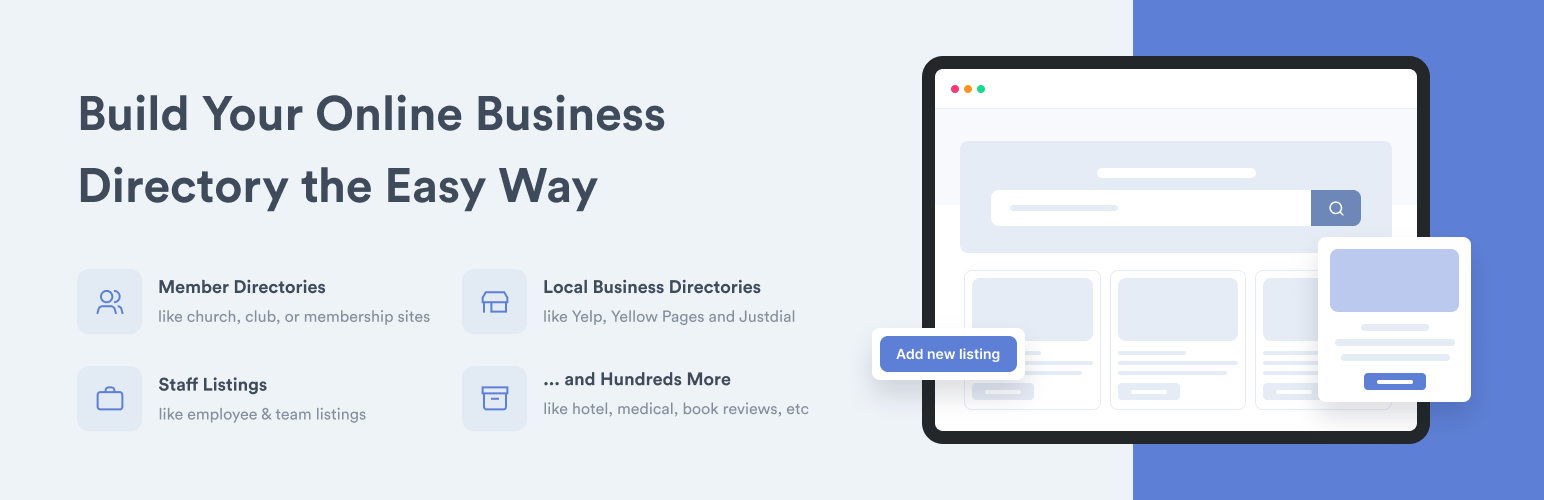 Build Your Online Business
Directory the Easy Way
Member Directories
like church, club, or membership sites
Local Business Directories
like Yelp, Yellow Pages and Justdial
Staff Listings
like employee & team listings
... and Hundreds More
like hotel, medical, book reviews, etc
Add new listing